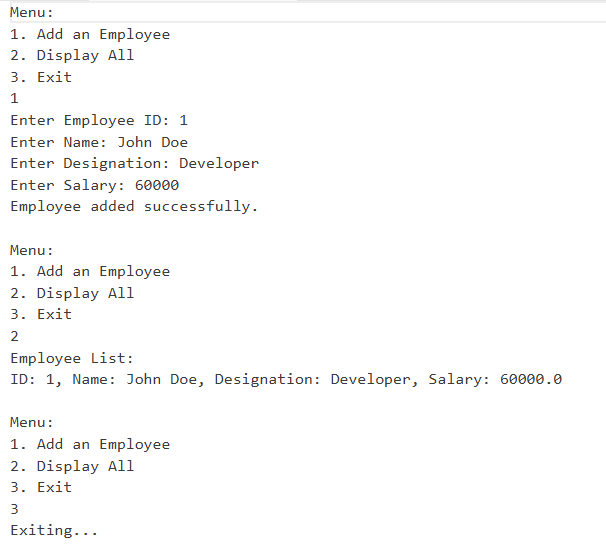 Menu:
1. Add an Employee
2. Display All
3. Exit
1
Enter Employee ID: 1
Enter Name: John Doe
Enter Designation: Developer
Enter Salary: 60000
Employee added successfully.

Menu:
1. Add an Employee
2. Display All
3. Exit
2
Employee List:
ID: 1, Name: John Doe, Designation: Developer, Salary: 60000.0

Menu:
1. Add an Employee
2. Display All
3. Exit
3
Exiting...